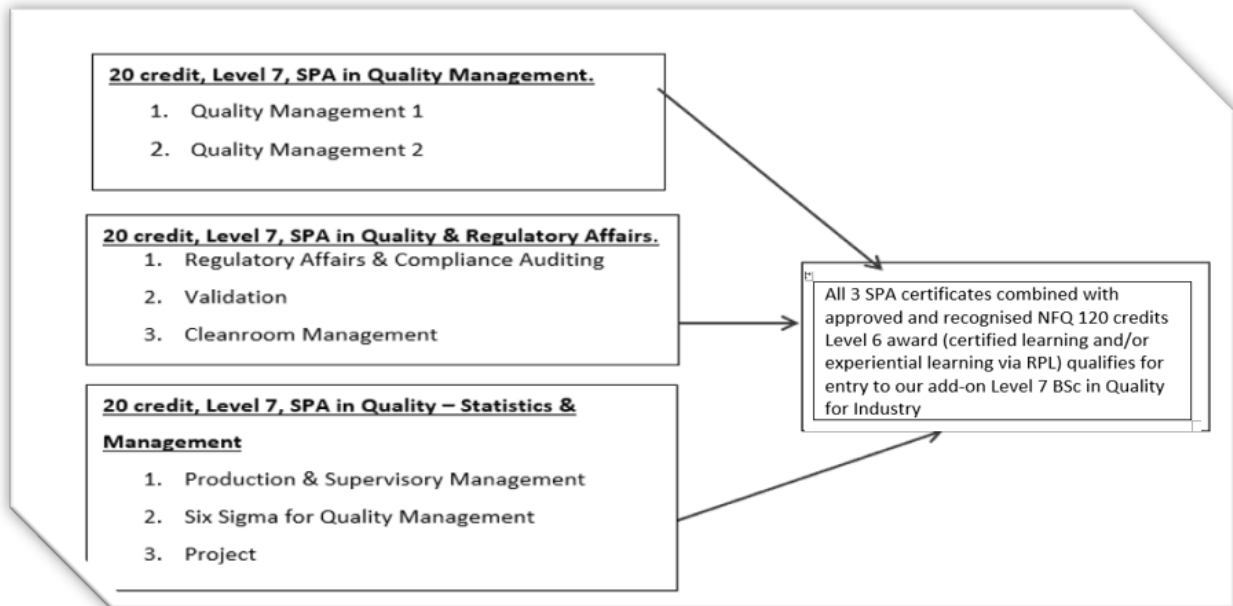 20 credit, Level 7, SPA in Quality Management.
1. Quality Management 1
2. Quality Management 2
20 credit, Level 7, SPA in Quality & Regulatory Affairs.
1. Regulatory Affairs & Compliance Auditing
2. Validation
3. Cleanroom Management
20 credit, Level 7, SPA in Quality – Statistics &
Management
1. Production & Supervisory Management
2. Six Sigma for Quality Management
3. Project
All 3 SPA certificates combined with
approved and recognised NFQ 120 credits
Level 6 award (certified learning and/or
experiential learning via RPL) qualifies for
entry to our add-on Level 7 BSc in Quality
for Industry